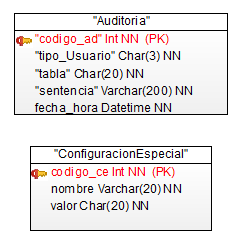 "Auditoria"
"codigo_ad" Int NN (PK)
"tipo_Usuario" Char(3) NN
"tabla" Char(20) NN
"sentencia" Varchar(200) NN
fecha_hora Datetime NN
"ConfiguracionEspecial"
codigo_ce Int NN (PK)
nombre Varchar(20) NN
valor Char(20) NN